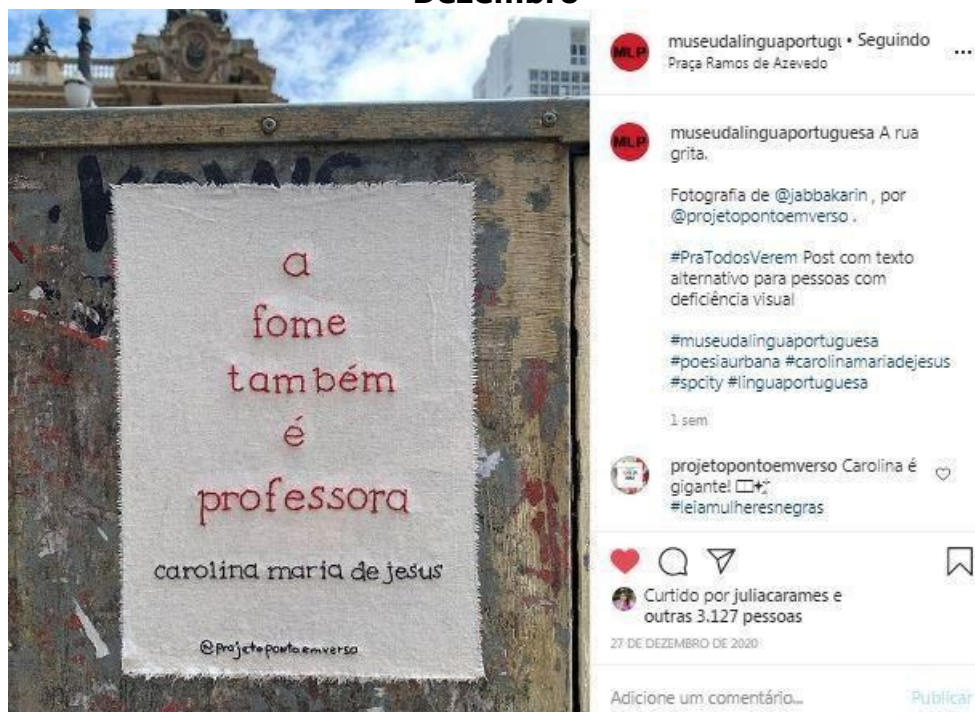 Dezembro
a
fome
também
é
professora
carolina maria de jesus
@projetopontoemverso
MLP
museudalinguaportugu • Seguindo
Praça Ramos de Azevedo
MLP
museudalinguaportuguesa A rua
grita.
Fotografia de @jabbakarin , por
@projetopontoemverso .
#PraTodosVerem Post com texto
alternativo para pessoas com
deficiência visual
#museudalinguaportuguesa
#poesiaurbana #carolinamariadejesus
#spcity #linguaportuguesa
1 sem
projetopontoemverso Carolina é
gigante!
#leiamulheresnegras
Curtido por juliacarames e
outras 3.127 pessoas
27 DE DEZEMBRO DE 2020
Adicione um comentário... Publicar